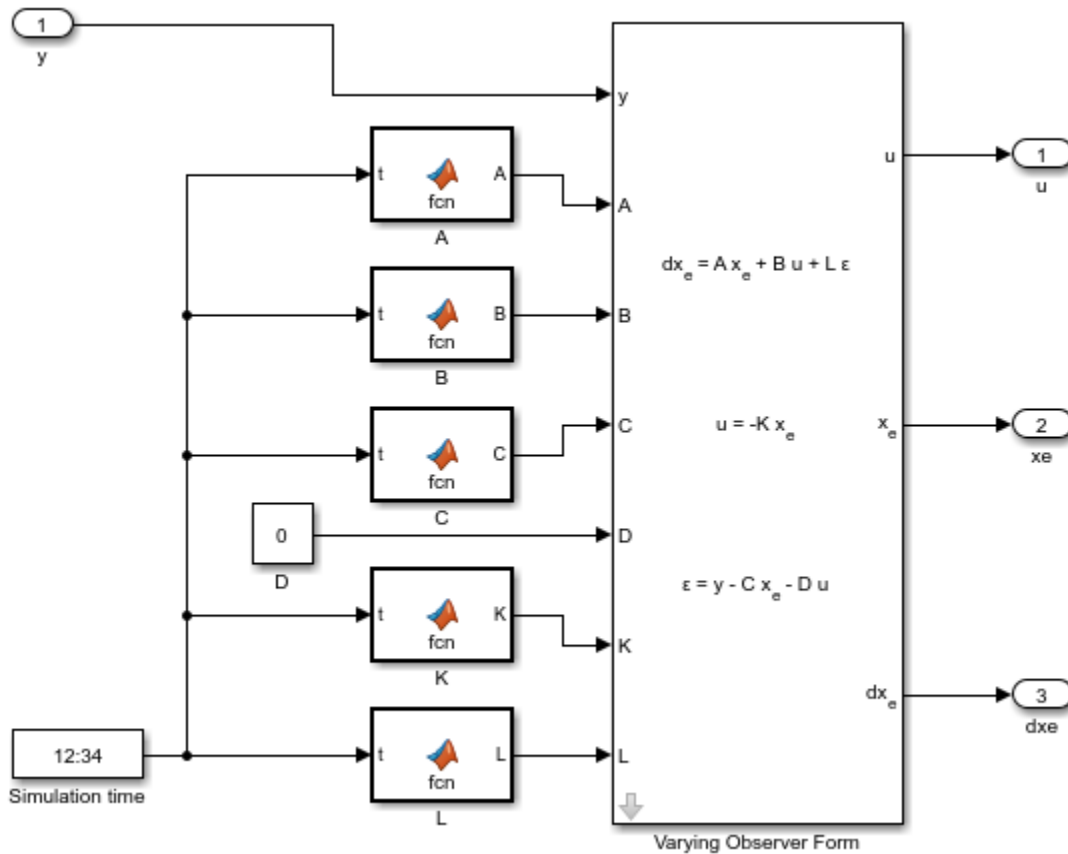 1
y
y
t
A
fcn
A
A
u
1
u
dxₑ = A xₑ + B u + L ε
t
B
fcn
B
B
t
C
fcn
C
C
u = -K xₑ
xₑ
2
xe
0
D
D
ε = y - C xₑ - D u
t
K
fcn
K
K
dxₑ
3
dxe
12:34
Simulation time
t
L
fcn
L
L
Varying Observer Form